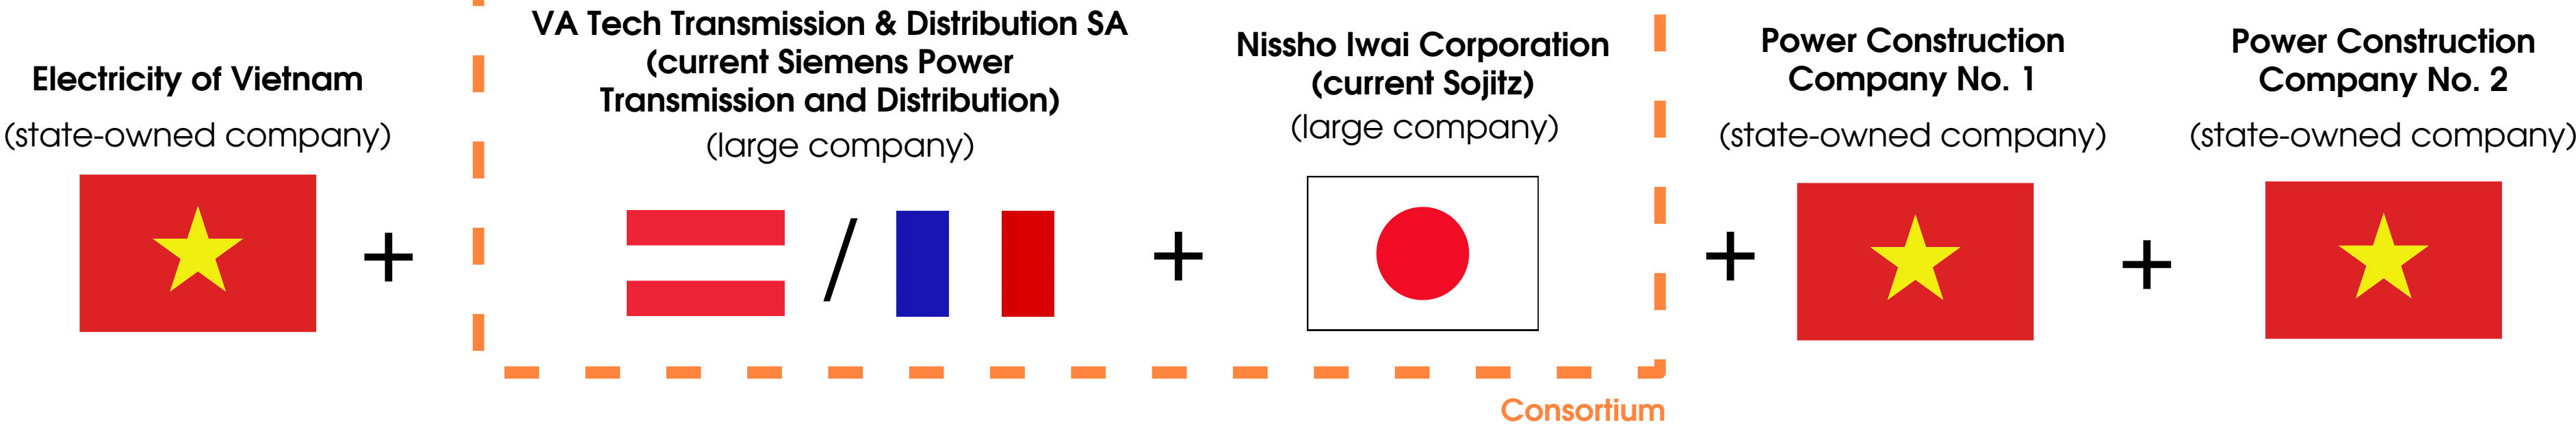 Electricity of Vietnam
(state-owned company)
VA Tech Transmission & Distribution SA
(current Siemens Power
Transmission and Distribution)
(large company)
Nissho Iwai Corporation
(current Sojitz)
(large company)
Power Construction
Company No. 1
(state-owned company)
Power Construction
Company No. 2
(state-owned company)
+
/
+
+
+
Consortium